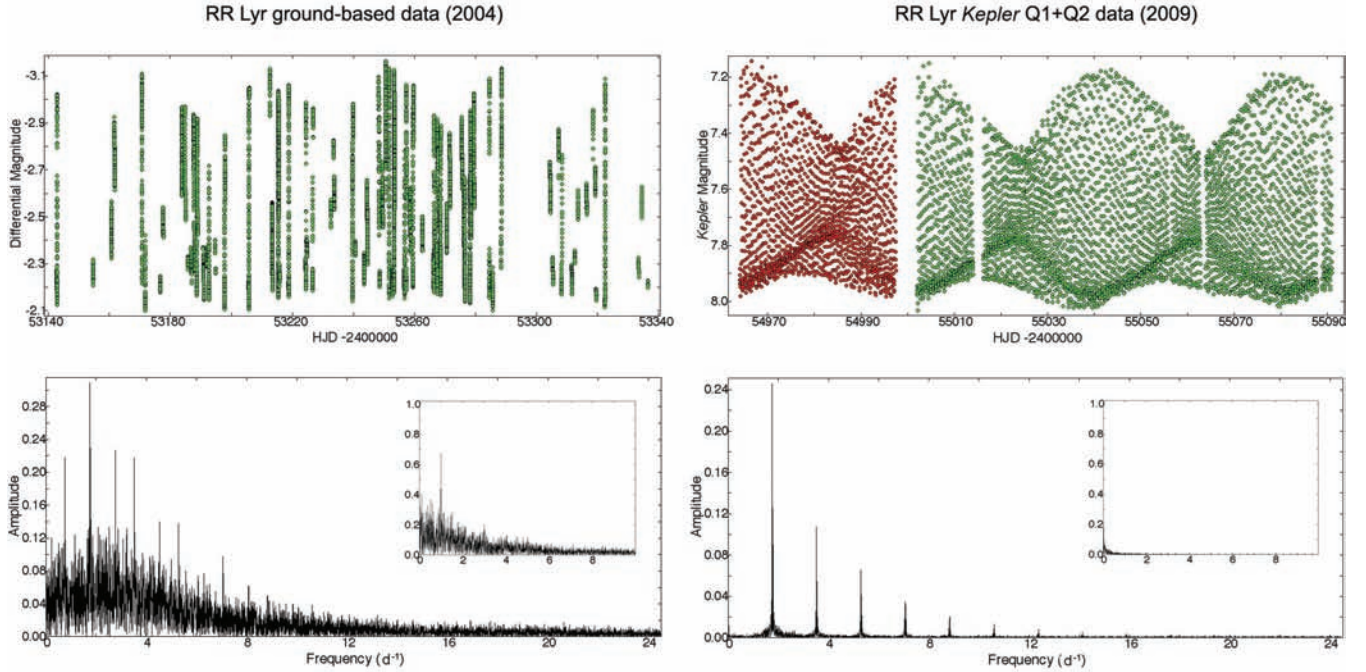 RR Lyr ground-based data (2004)
-3.1
-2.9
-2.7
-2.5
-2.3
-2.1
Differential Magnitude
53140 53180 53220 53260 53300 53340
HJD -2400000
RR Lyr Kepler Q1+Q2 data (2009)
7.2
7.4
7.6
7.8
8.0
Kepler Magnitude
54970 54990 55010 55030 55050 55070 55090
HJD -2400000
0.28
0.24
0.20
0.16
0.12
0.08
0.04
0.00
Amplitude
0 4 8 12 16 20 24
Frequency (d-1)
1.0
0.8
0.6
0.4
0.2
0.0
0 2 4 6 8
0.24
0.20
0.16
0.12
0.08
0.04
0.00
Amplitude
0 4 8 12 16 20 24
Frequency (d-1)
1.0
0.8
0.6
0.4
0.2
0.0
0 2 4 6 8